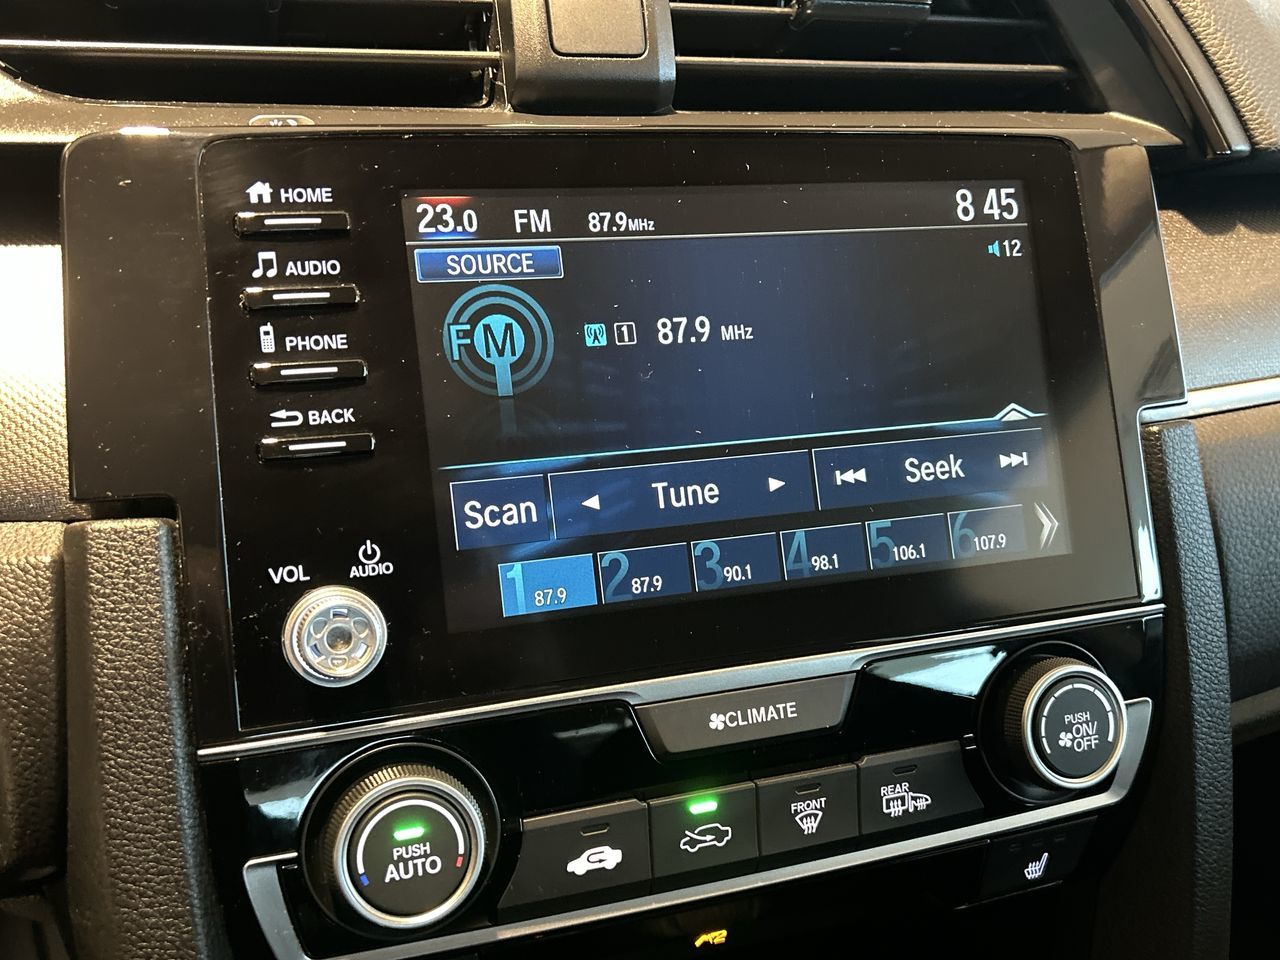 HOME
AUDIO
PHONE
BACK
VOL
AUDIO
23.0 FM 87.9MHz 8 45
SOURCE
12
FM
1 87.9 MHz
Scan Tune Seek
1 87.9
2 87.9
3 90.1
4 98.1
5 106.1
6 107.9
CLIMATE
PUSH
AUTO
FRONT
REAR
PUSH
ON/
OFF